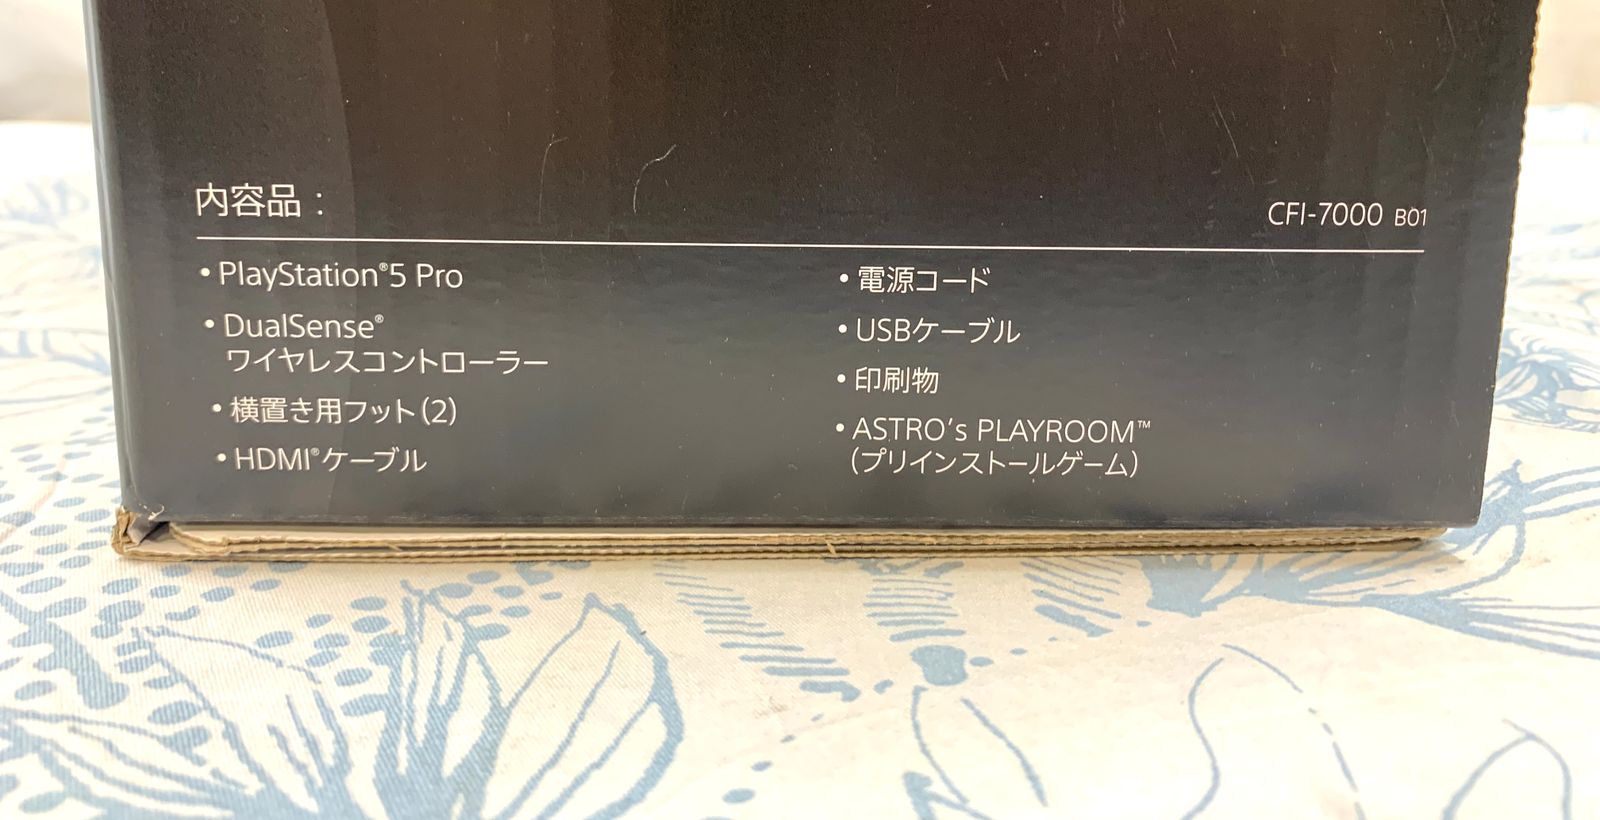 内容品：
CFI-7000 B01
• PlayStation®5 Pro
• DualSense®
ワイヤレスコントローラー
• 横置き用フット（2）
• HDMI®ケーブル
• 電源コード
• USBケーブル
• 印刷物
• ASTRO’s PLAYROOM™
（プリインストールゲーム）